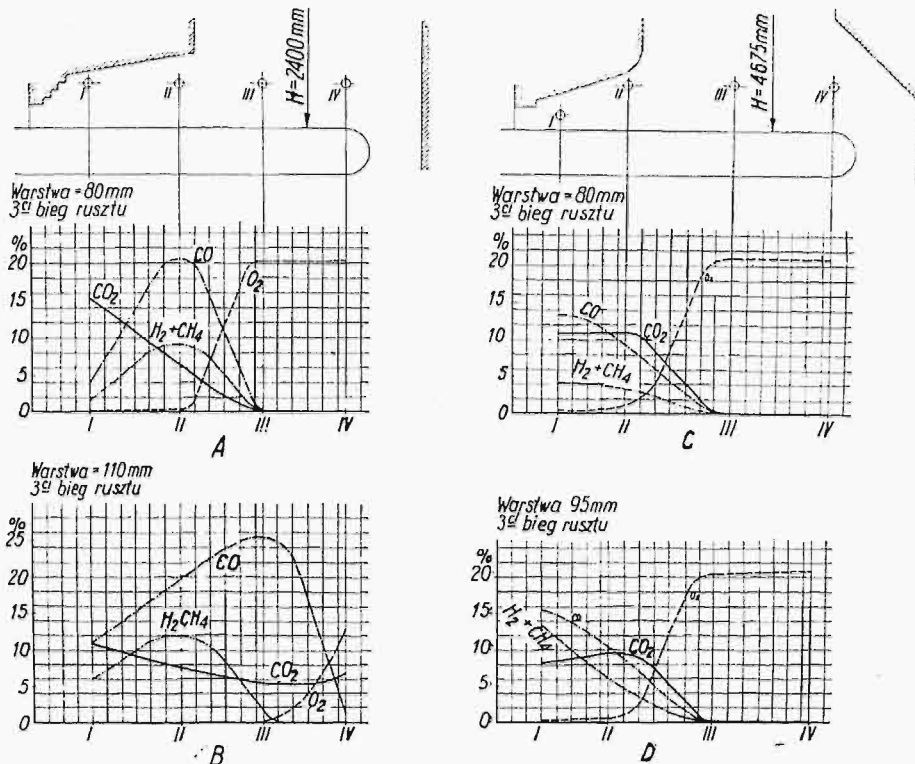 I
II
III
IV
H=2400mm
I
II
III
IV
H=4675mm
Warstwa = 80mm
3ci bieg rusztu
%
20
15
10
5
0
CO2
CO
O2
H2+CH4
I
II
III
IV
A
Warstwa = 80mm
3ci bieg rusztu
%
20
15
10
5
0
CO
CO2
H2+CH4
I
II
III
IV
C
Warstwa = 110mm
3ci bieg rusztu
%
25
20
15
10
5
0
CO
H2CH4
CO2
O2
I
II
III
IV
B
Warstwa 95mm
3ci bieg rusztu
%
20
15
10
5
0
H2+CH4
CO2
I
II
III
IV
D